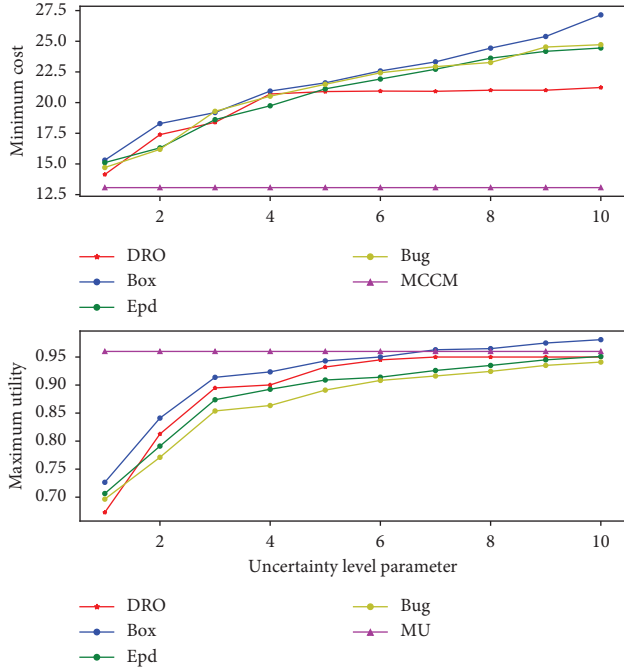 Minimum cost
27.5
25.0
22.5
20.0
17.5
15.0
12.5
2 4 6 8 10
DRO Bug
Box MCCM
Epd
Maximum utility
0.95
0.90
0.85
0.80
0.75
0.70
2 4 6 8 10
Uncertainty level parameter
DRO Bug
Box MU
Epd